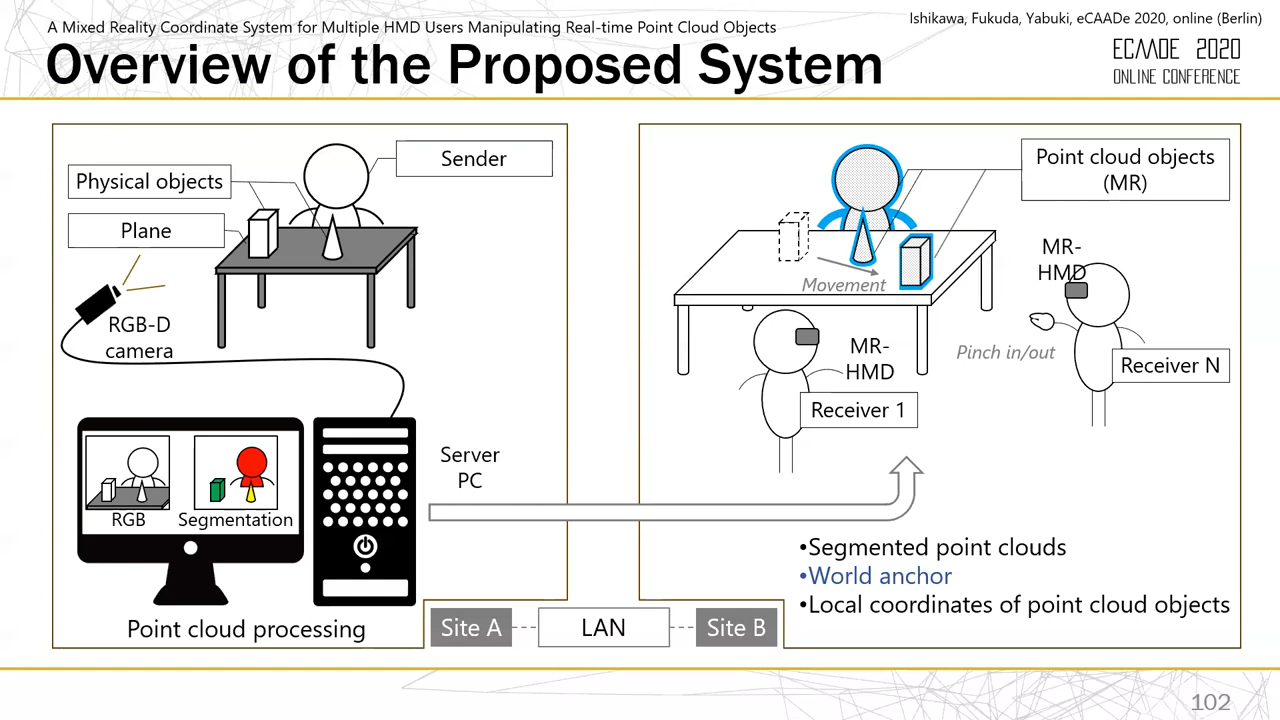 A Mixed Reality Coordinate System for Multiple HMD Users Manipulating Real-time Point Cloud Objects
Ishikawa, Fukuda, Yabuki, eCAADe 2020, online (Berlin)
Overview of the Proposed System
ECAADE 2020
ONLINE CONFERENCE
Sender
Physical objects
Plane
RGB-D
camera
RGB
Segmentation
Server
PC
Point cloud processing
Point cloud objects
(MR)
Movement
MR-
HMD
Pinch in/out
Receiver N
MR-
HMD
Receiver 1
•Segmented point clouds
•World anchor
•Local coordinates of point cloud objects
Site A
LAN
Site B
102